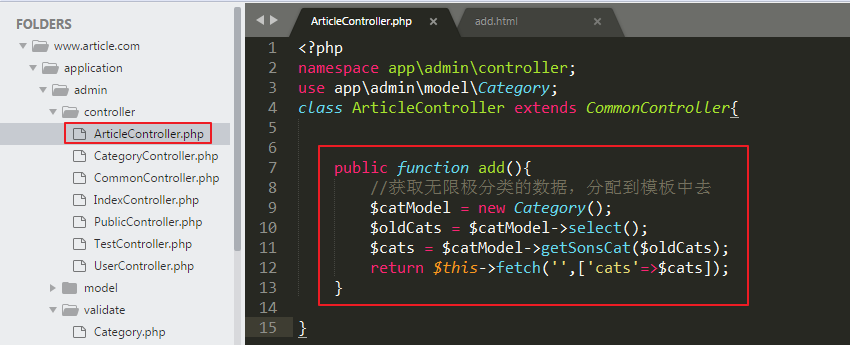 FOLDERS
www.article.com
application
admin
controller
ArticleController.php
CategoryController.php
CommonController.php
IndexController.php
PublicController.php
TestController.php
UserController.php
model
validate
Category.php
ArticleController.php ×
add.html ×
1 <?php
2 namespace app\admin\controller;
3 use app\admin\model\Category;
4 class ArticleController extends CommonController{
5
6
7 public function add(){
8 //获取无限极分类的数据，分配到模板中去
9 $catModel = new Category();
10 $oldCats = $catModel->select();
11 $cats = $catModel->getSonsCat($oldCats);
12 return $this->fetch('',['cats'=>$cats]);
13 }
14
15 }